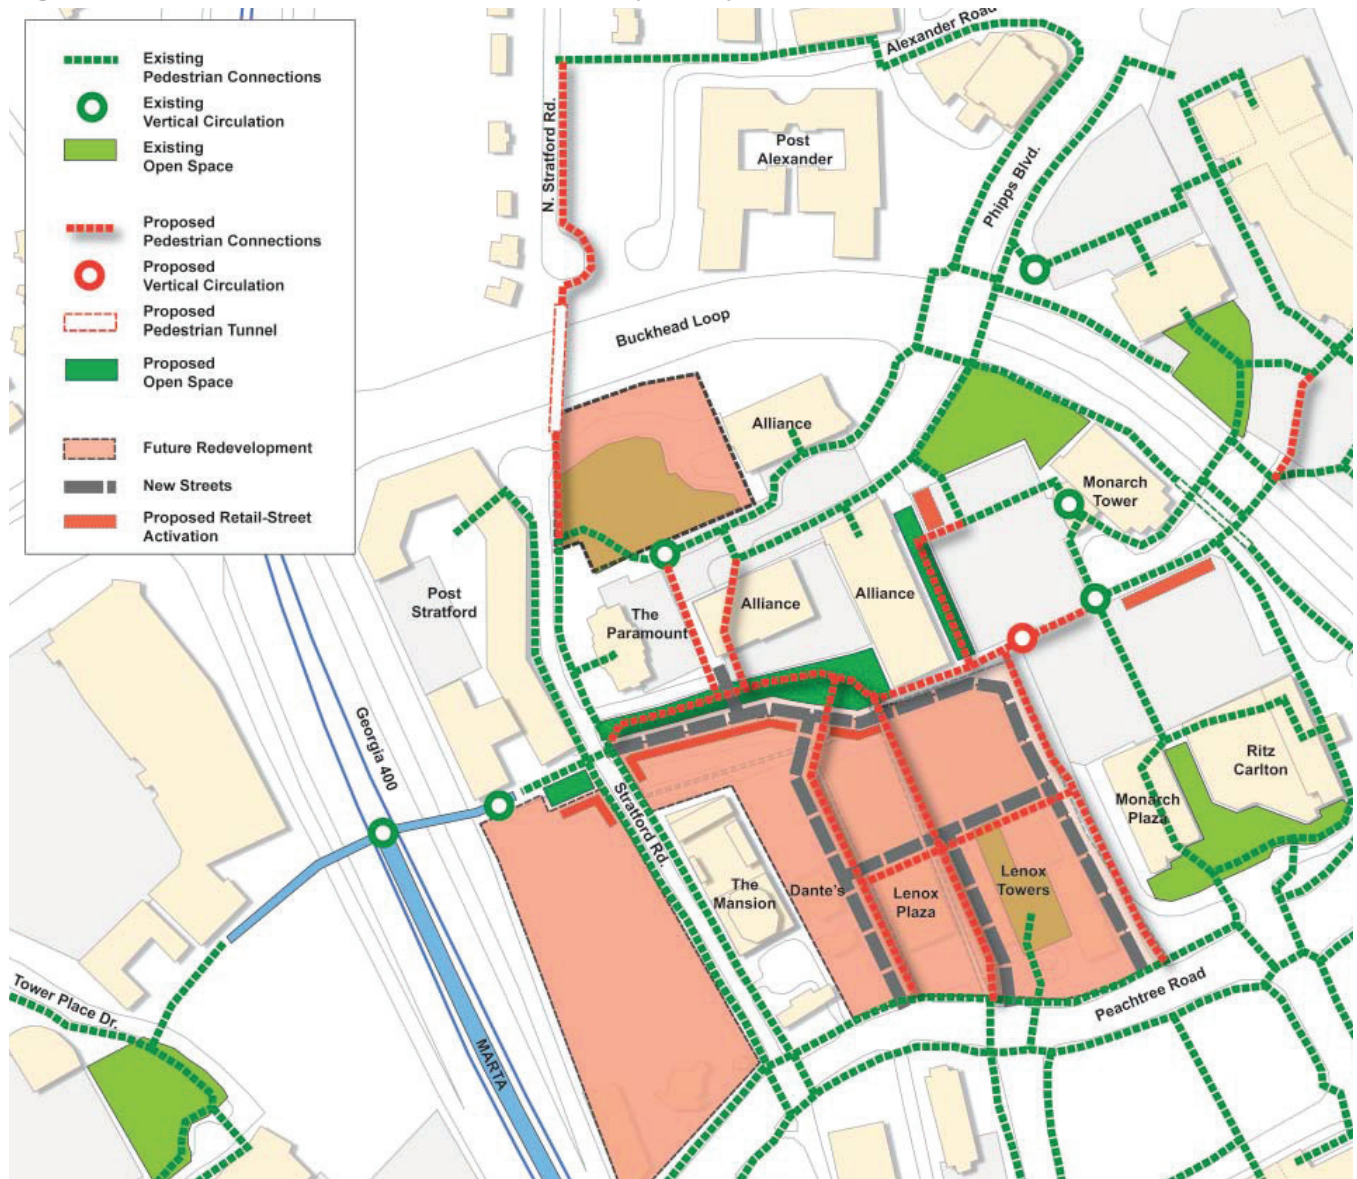 Existing
Pedestrian Connections
Existing
Vertical Circulation
Existing
Open Space
Proposed
Pedestrian Connections
Proposed
Vertical Circulation
Proposed
Pedestrian Tunnel
Proposed
Open Space
Future Redevelopment
New Streets
Proposed Retail-Street
Activation
Alexander Road
N. Stratford Rd.
Post
Alexander
Phipps Blvd.
Buckhead Loop
Alliance
Monarch
Tower
Post
Stratford
The
Paramount
Alliance
Alliance
Georgia 400
Ritz
Carlton
Monarch
Plaza
Stratford Rd.
The
Mansion
Dante's
Lenox
Plaza
Lenox
Towers
Peachtree Road
Tower Place Dr.
MARTA